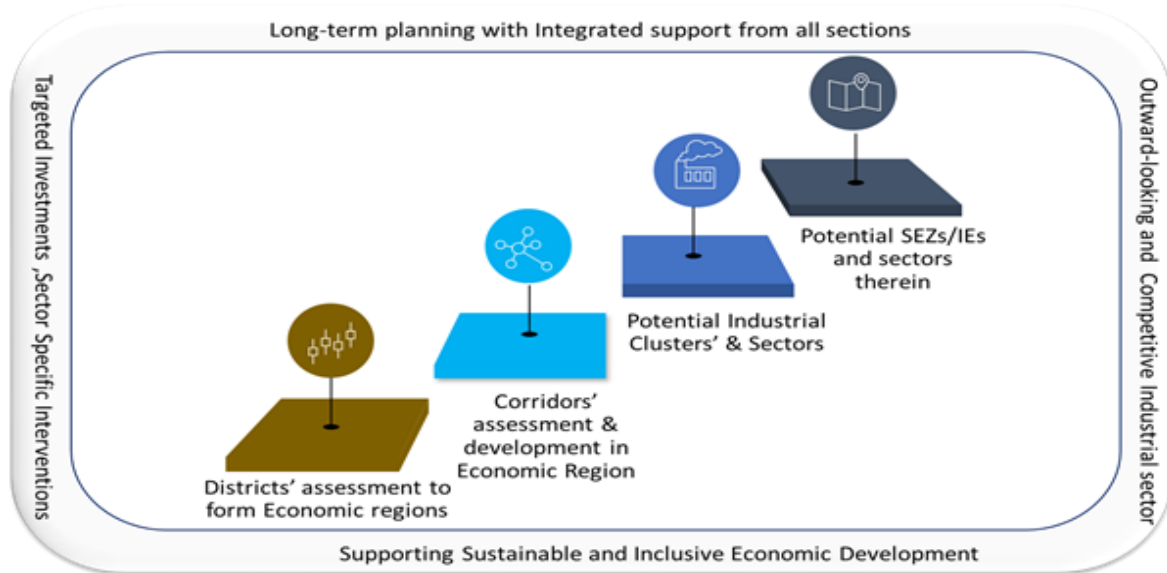 Long-term planning with Integrated support from all sections
Targeted Investments ,Sector Specific Interventions
Outward-looking and Competitive Industrial sector
Potential SEZs/IEs
and sectors
therein
Potential Industrial
Clusters' & Sectors
Corridors'
assessment &
development in
Economic Region
Districts' assessment to
form Economic regions
Supporting Sustainable and Inclusive Economic Development